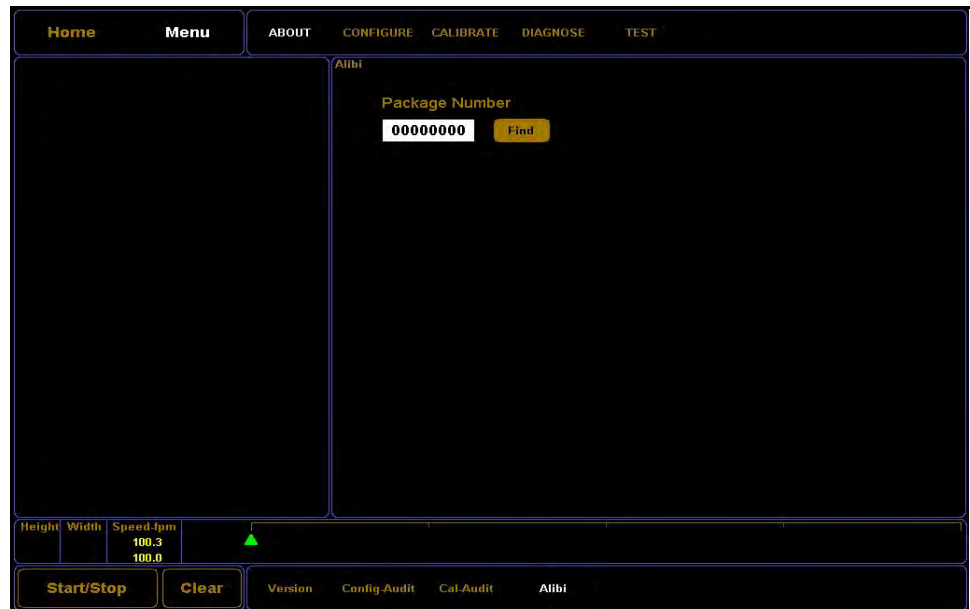 Home Menu ABOUT CONFIGURE CALIBRATE DIAGNOSE TEST
Alibi
Package Number
00000000 Find
Height Width Speed-fpm
100.3
100.0
Start/Stop Clear Version Config-Audit Cal-Audit Alibi